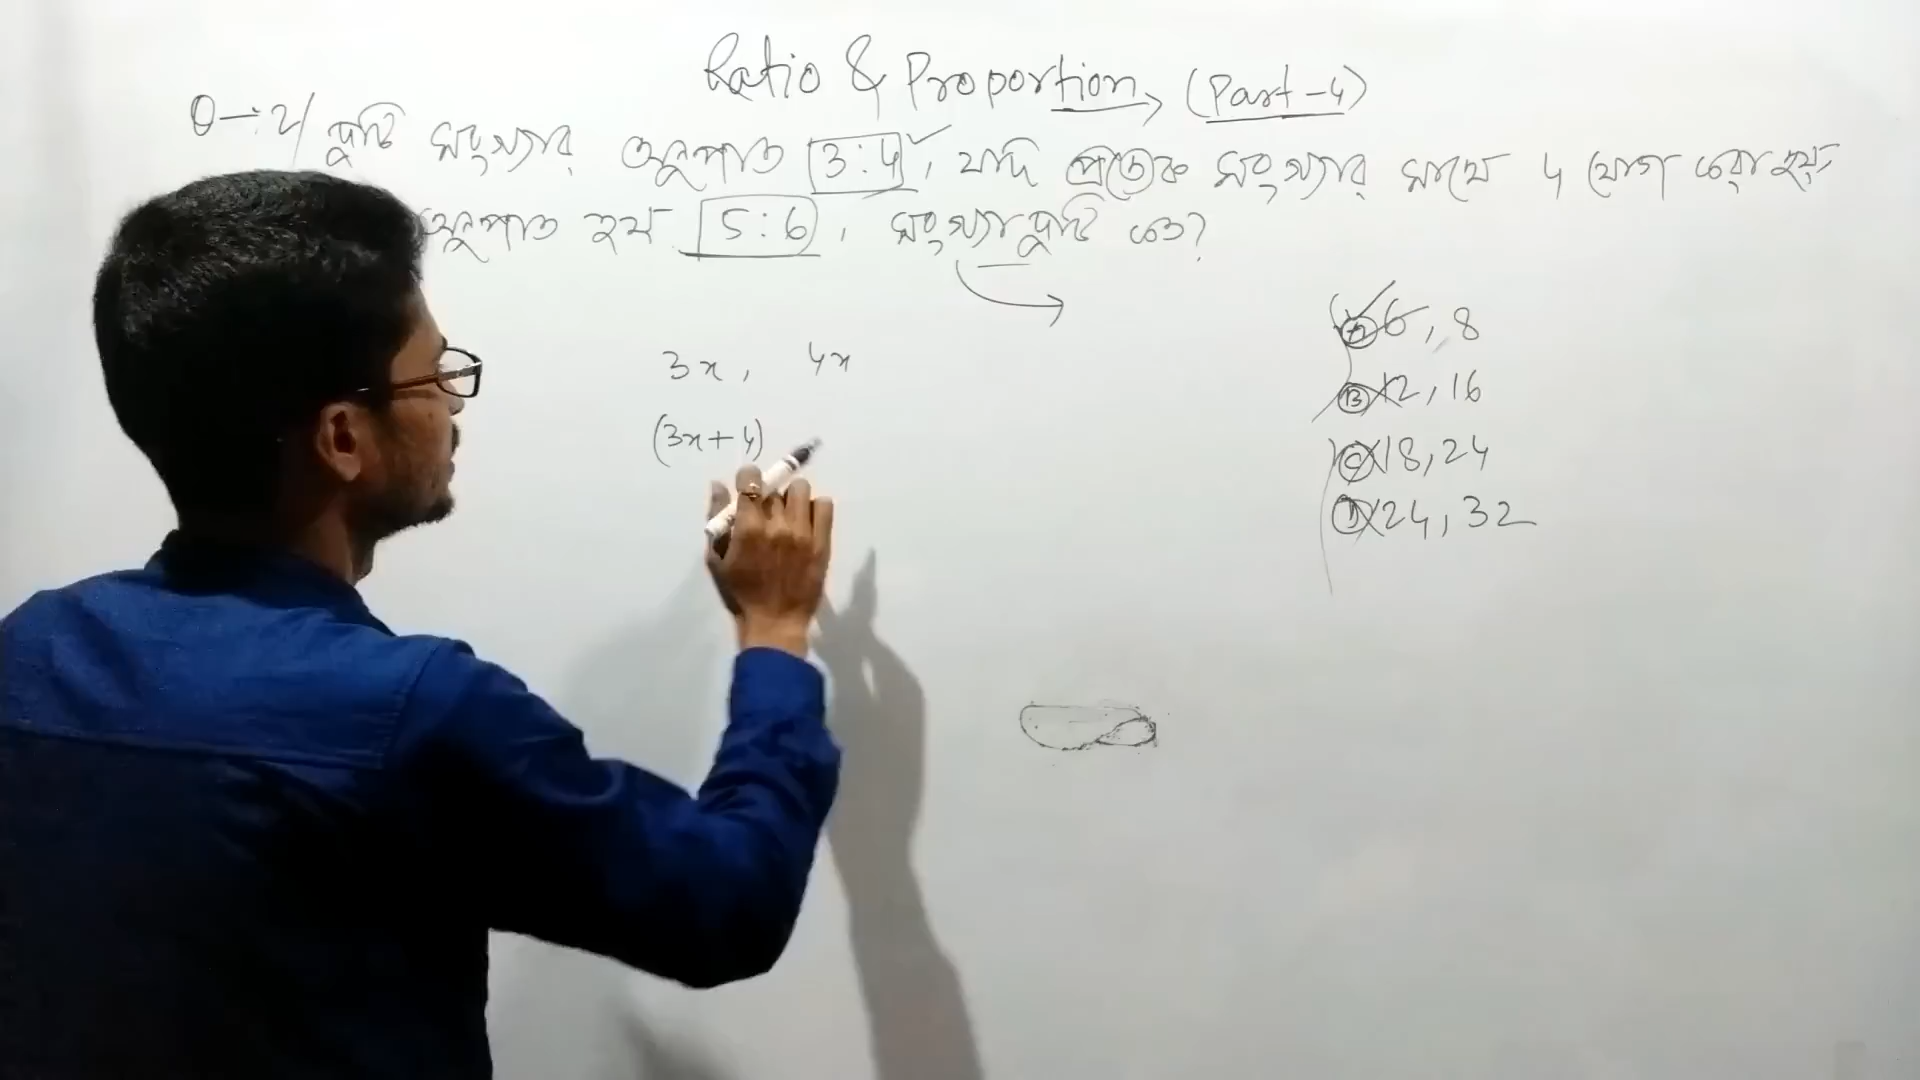 Ratio & Proportion, (Part-4)
Q→ 2/ দুটি সংখ্যার অনুপাত 3:4, যদি প্রত্যেক সংখ্যার সাথে 4 যোগ করা হয়,
অনুপাত হয় 5:6, সংখ্যা দুটি কত?
6, 8
3x, 4x
B 12, 16
(3x+4)
C 18, 24
D 24, 32